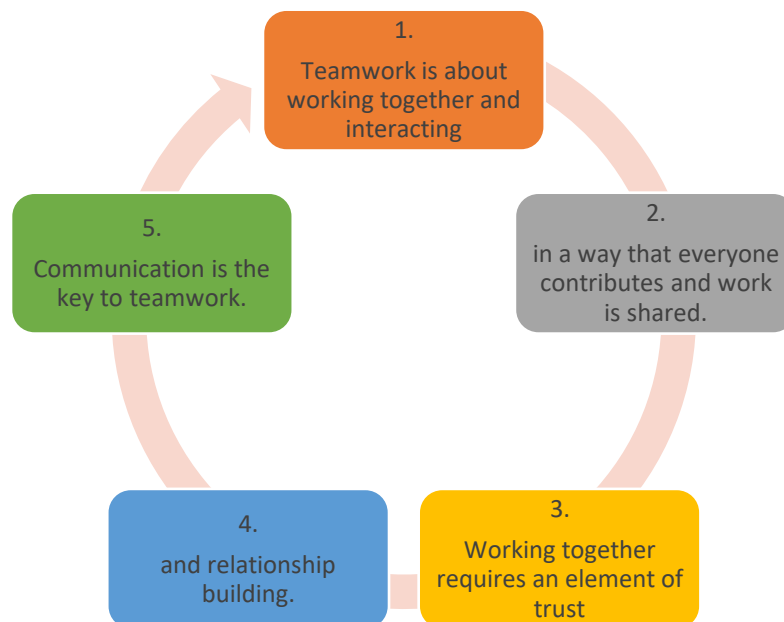 1.
Teamwork is about
working together and
interacting
2.
in a way that everyone
contributes and work
is shared.
3.
Working together
requires an element of
trust
4.
and relationship
building.
5.
Communication is the
key to teamwork.